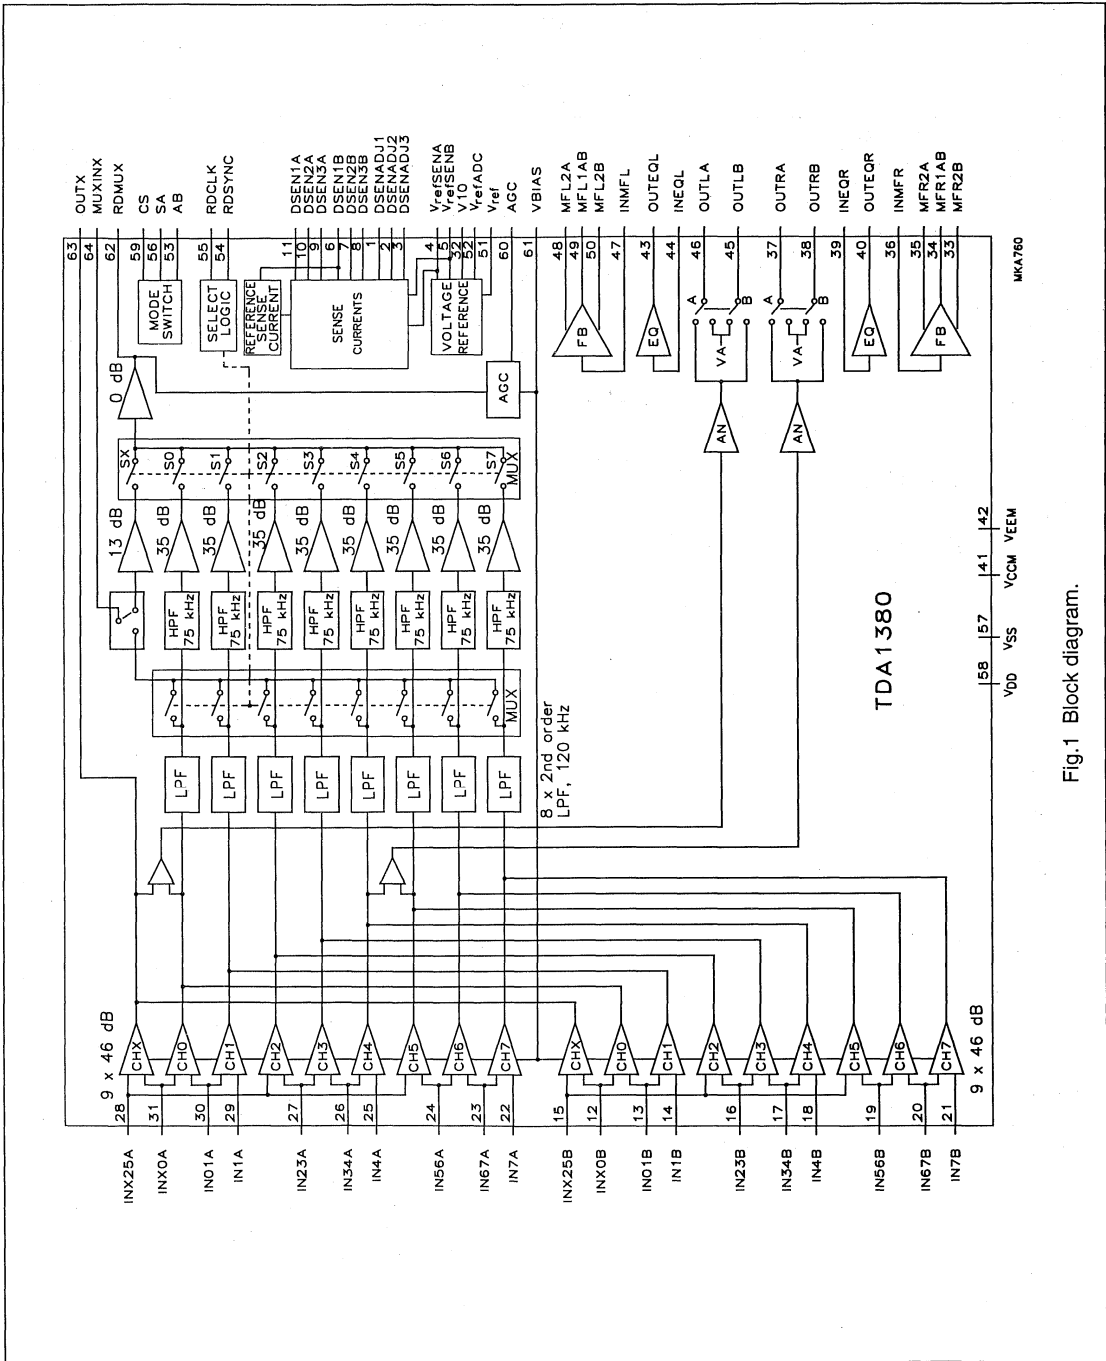 OUTX
MUXINX
RDMUX
CS
SA
AB
RDCLK
RDSYNC
DSEN1A
DSEN2A
DSEN3A
DSEN1B
DSEN2B
DSEN3B
DSENADJ1
DSENADJ2
DSENADJ3
VrefSENA
VrefSENB
V10
VrefADC
Vref
AGC
VBIAS
MFL2A
MFL1AB
MFL2B
INMFL
OUTEQL
INEQL
OUTLA
OUTLB
OUTRA
OUTRB
INEQR
OUTEQR
INMFR
MFR2A
MFR1AB
MFR2B
63
64
62
59
56
53
55
54
11
10
9
6
7
8
1
2
3
4
5
32
52
51
60
61
48
49
50
47
43
44
46
45
37
38
39
40
36
35
34
33
MKA760
MODE
SWITCH
SELECT
LOGIC
REFERENCE
SENSE
CURRENT
SENSE
CURRENTS
VOLTAGE
REFERENCE
FB
EQ
A
VA
B
A
VA
B
EQ
FB
0 dB
AGC
AN
AN
SX
S0
S1
S2
S3
S4
S5
S6
S7
MUX
13 dB
35 dB
35 dB
35 dB
35 dB
35 dB
35 dB
35 dB
35 dB
HPF
75 kHz
HPF
75 kHz
HPF
75 kHz
HPF
75 kHz
HPF
75 kHz
HPF
75 kHz
HPF
75 kHz
HPF
75 kHz
MUX
LPF
LPF
LPF
LPF
LPF
LPF
LPF
LPF
8 x 2nd order
LPF, 120 kHz
TDA1380
58
57
41
42
VDD
VSS
VCCM
VEEM
9 x 46 dB
CHX
CH0
CH1
CH2
CH3
CH4
CH5
CH6
CH7
CHX
CH0
CH1
CH2
CH3
CH4
CH5
CH6
CH7
9 x 46 dB
28
31
30
29
27
26
25
24
23
22
15
12
13
14
16
17
18
19
20
21
INX25A
INX0A
IN01A
IN1A
IN23A
IN34A
IN4A
IN56A
IN67A
IN7A
INX25B
INX0B
IN01B
IN1B
IN23B
IN34B
IN4B
IN56B
IN67B
IN7B
Fig.1 Block diagram.